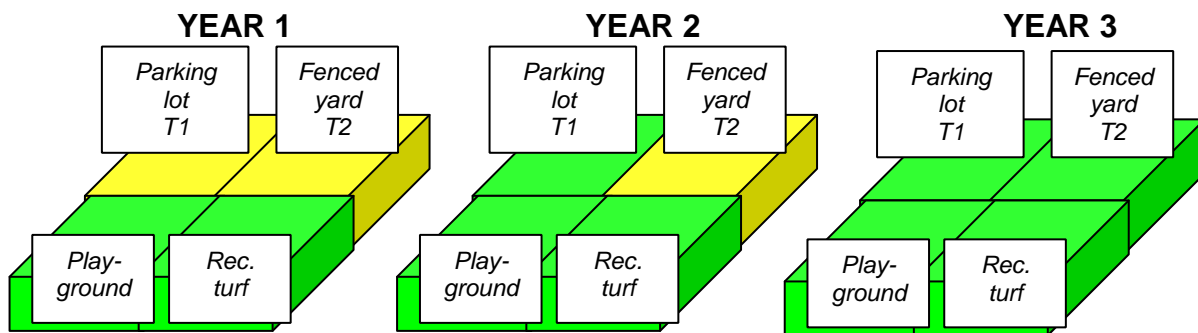 YEAR 1
Parking
lot
T1
Fenced
yard
T2
Play-
ground
Rec.
turf
YEAR 2
Parking
lot
T1
Fenced
yard
T2
Play-
ground
Rec.
turf
YEAR 3
Parking
lot
T1
Fenced
yard
T2
Play-
ground
Rec.
turf